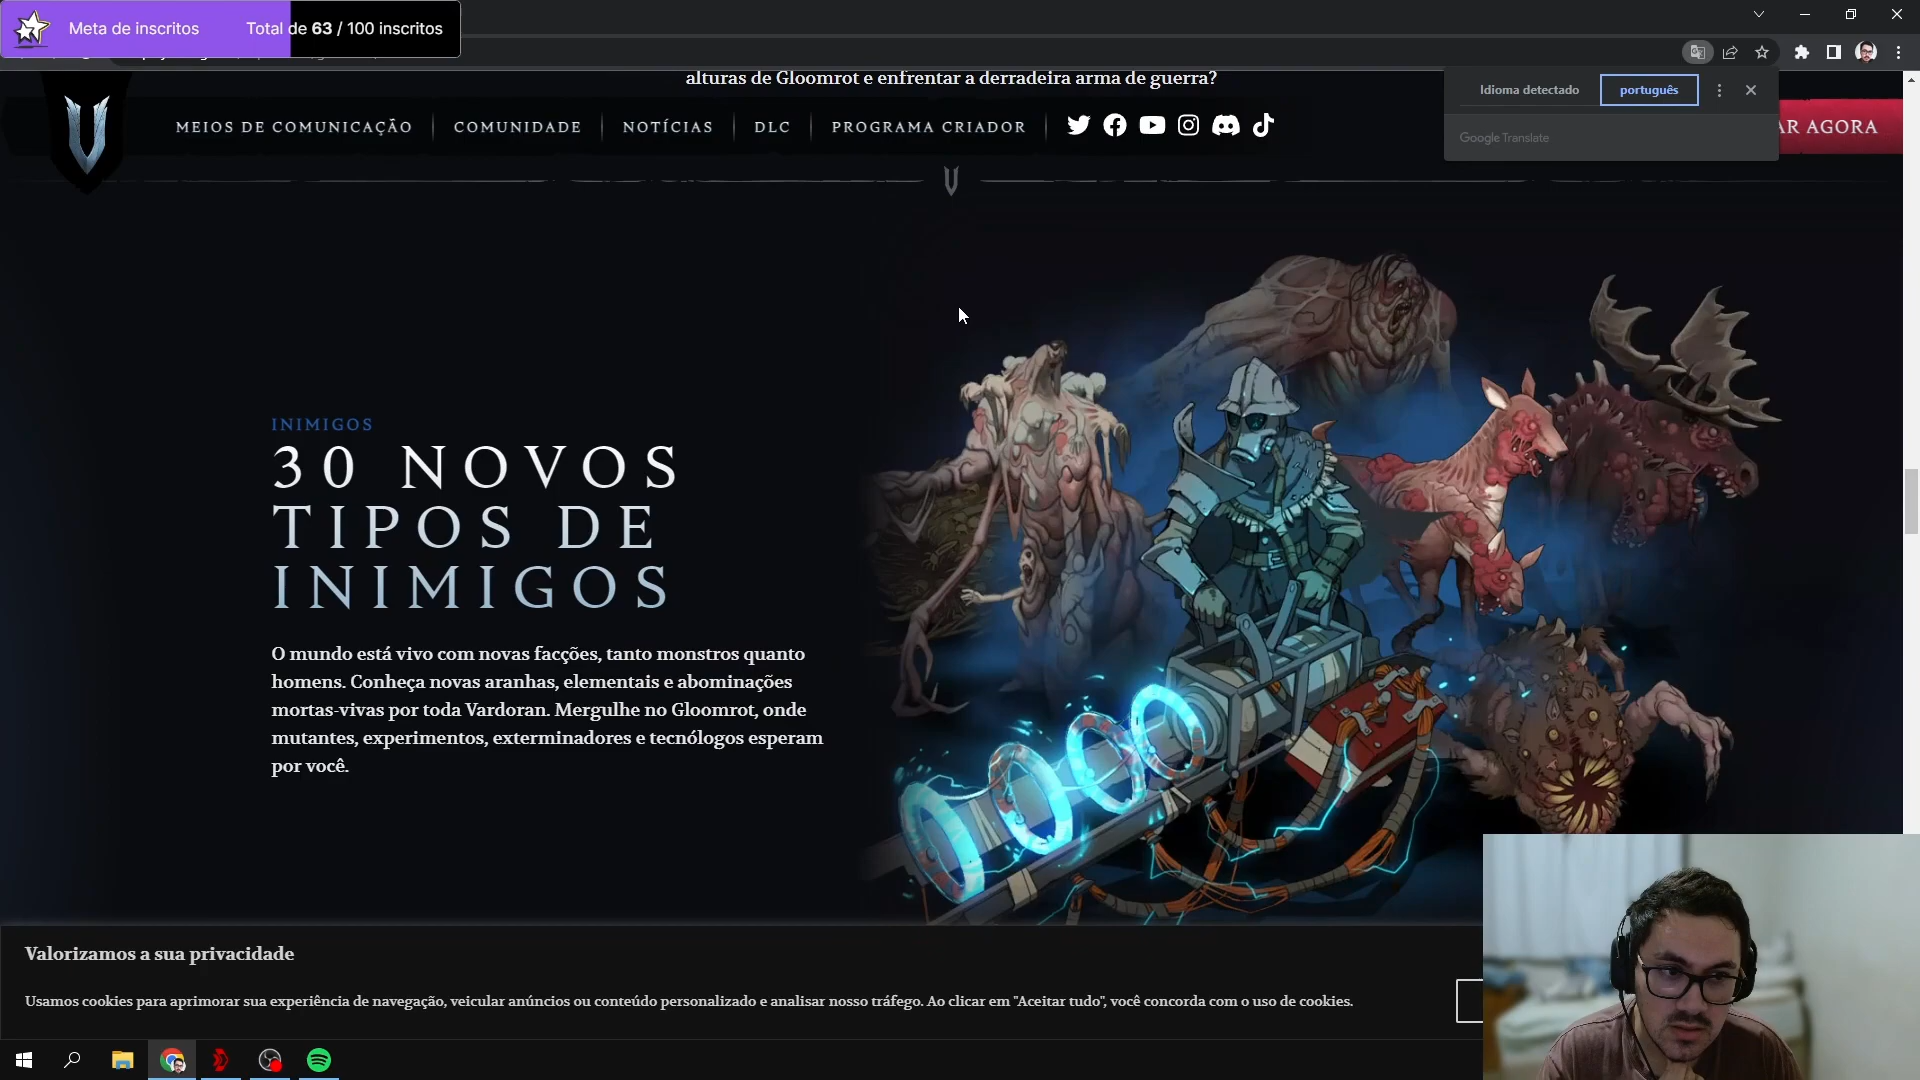 Meta de inscritos Total de 63 / 100 inscritos
alturas de Gloomrot e enfrentar a derradeira arma de guerra?
Idioma detectado português
Google Translate
MEIOS DE COMUNICAÇÃO COMUNIDADE NOTÍCIAS DLC PROGRAMA CRIADOR AR AGORA
INIMIGOS
30 NOVOS
TIPOS DE
INIMIGOS
O mundo está vivo com novas facções, tanto monstros quanto
homens. Conheça novas aranhas, elementais e abominações
mortas-vivas por toda Vardoran. Mergulhe no Gloomrot, onde
mutantes, experimentos, exterminadores e tecnólogos esperam
por você.
Valorizamos a sua privacidade
Usamos cookies para aprimorar sua experiência de navegação, veicular anúncios ou conteúdo personalizado e analisar nosso tráfego. Ao clicar em "Aceitar tudo", você concorda com o uso de cookies.